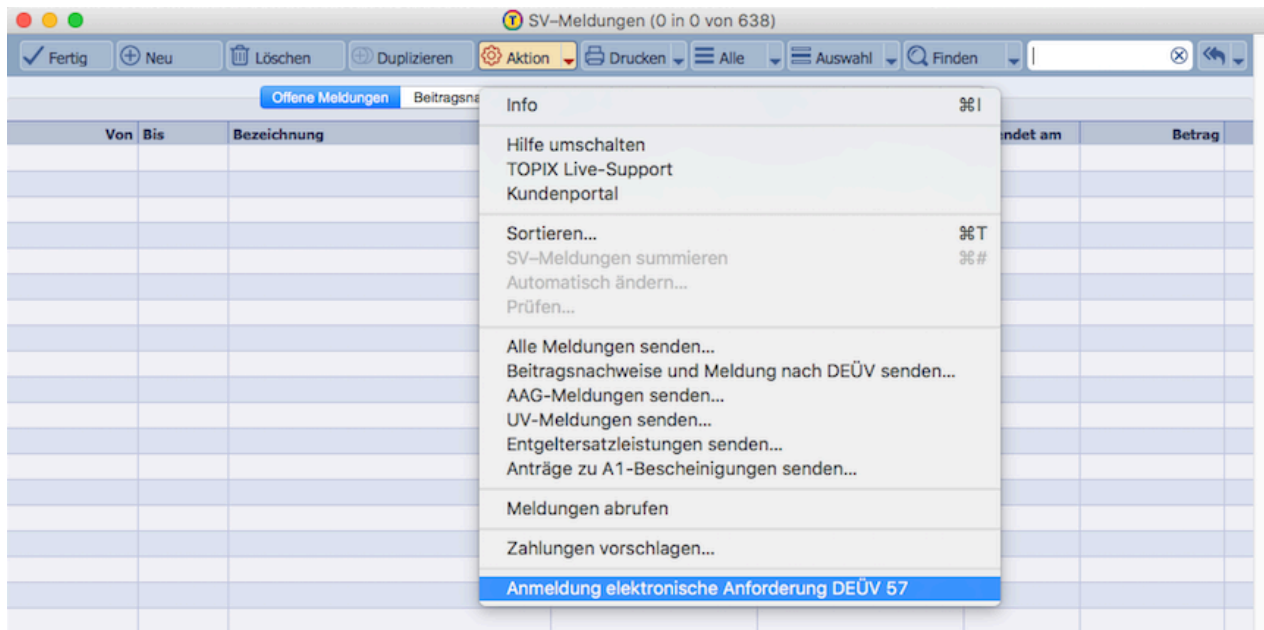 SV–Meldungen (0 in 0 von 638)
Fertig Neu Löschen Duplizieren Aktion Drucken Alle Auswahl Finden
Offene Meldungen Beitragsna
Von Bis Bezeichnung endet am Betrag
Info ⌘I
Hilfe umschalten
TOPIX Live-Support
Kundenportal
Sortieren... ⌘T
SV–Meldungen summieren ⌘#
Automatisch ändern...
Prüfen...
Alle Meldungen senden...
Beitragsnachweise und Meldung nach DEÜV senden...
AAG-Meldungen senden...
UV-Meldungen senden...
Entgeltersatzleistungen senden...
Anträge zu A1-Bescheinigungen senden...
Meldungen abrufen
Zahlungen vorschlagen...
Anmeldung elektronische Anforderung DEÜV 57